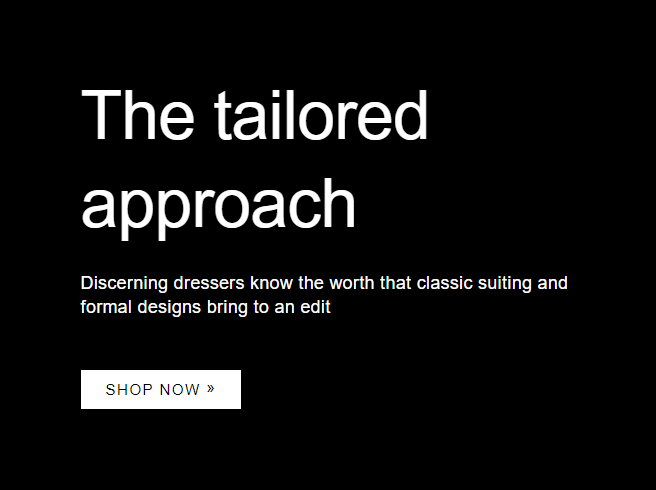 The tailored
approach
Discerning dressers know the worth that classic suiting and
formal designs bring to an edit
SHOP NOW »